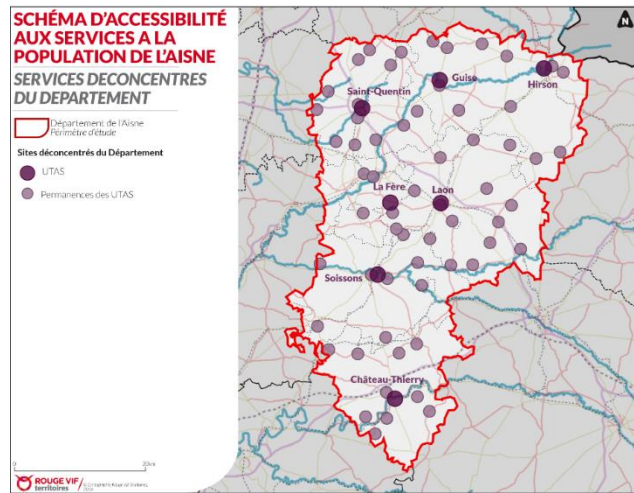 SCHÉMA D'ACCESSIBILITÉ
AUX SERVICES A LA
POPULATION DE L'AISNE
SERVICES DECONCENTRES
DU DEPARTEMENT
Département de l'Aisne
Périmètre d'étude
Sites déconcentrés du Département
UTAS
Permanences des UTAS
N
Guise
Hirson
Saint-Quentin
La Fère
Laon
Soissons
Château-Thierry
0
ROUGE VIF
territoires